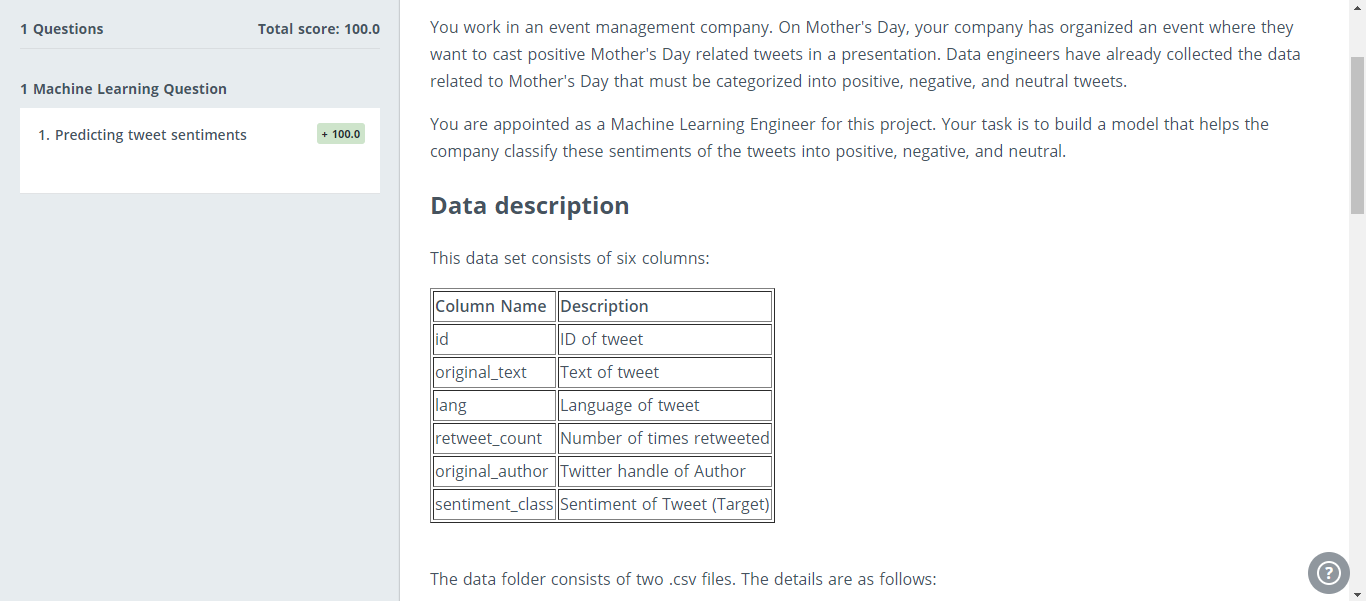 1 Questions Total score: 100.0
1 Machine Learning Question
1. Predicting tweet sentiments + 100.0
You work in an event management company. On Mother's Day, your company has organized an event where they
want to cast positive Mother's Day related tweets in a presentation. Data engineers have already collected the data
related to Mother's Day that must be categorized into positive, negative, and neutral tweets.
You are appointed as a Machine Learning Engineer for this project. Your task is to build a model that helps the
company classify these sentiments of the tweets into positive, negative, and neutral.
Data description
This data set consists of six columns:
Column Name Description
id ID of tweet
original_text Text of tweet
lang Language of tweet
retweet_count Number of times retweeted
original_author Twitter handle of Author
sentiment_class Sentiment of Tweet (Target)
The data folder consists of two .csv files. The details are as follows:
?